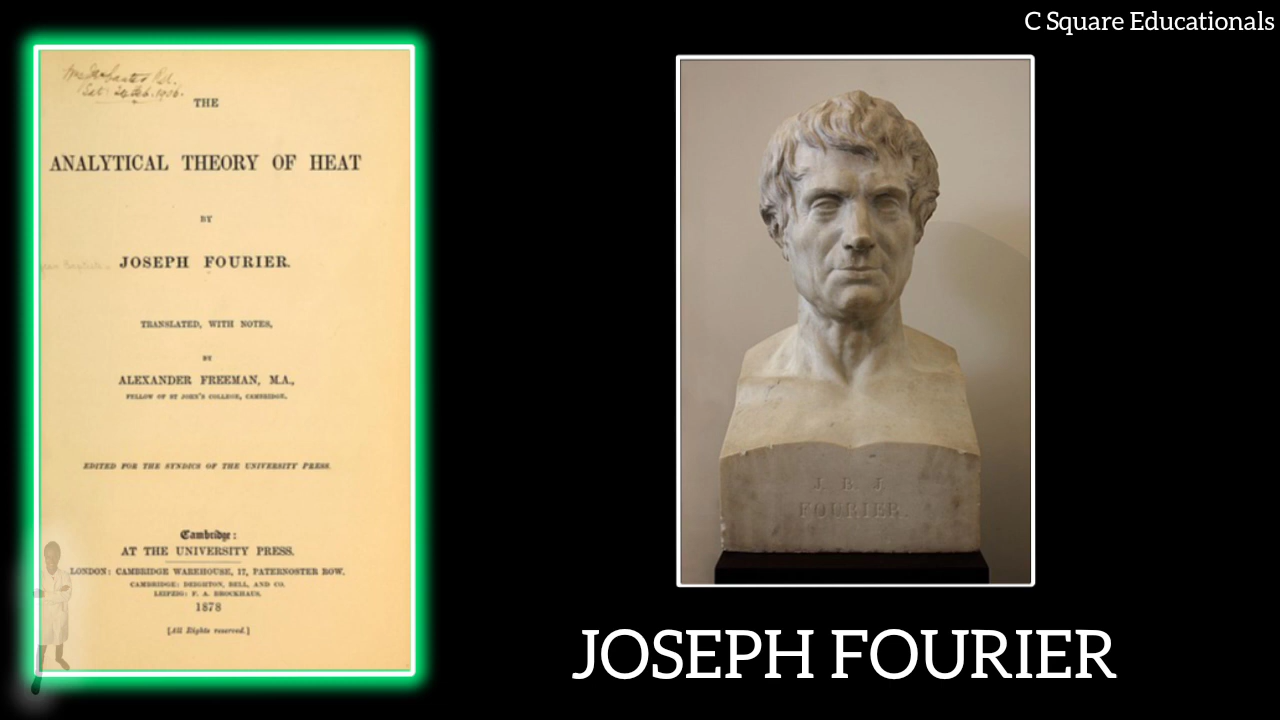 C Square Educationals
THE
ANALYTICAL THEORY OF HEAT
BY
JOSEPH FOURIER.
TRANSLATED, WITH NOTES,
BY
ALEXANDER FREEMAN, M.A.,
FELLOW OF ST JOHN'S COLLEGE, CAMBRIDGE.
EDITED FOR THE SYNDICS OF THE UNIVERSITY PRESS.
Cambridge:
AT THE UNIVERSITY PRESS.
LONDON: CAMBRIDGE WAREHOUSE, 17, PATERNOSTER ROW.
CAMBRIDGE: DEIGHTON, BELL, AND CO.
LEIPZIG: F. A. BROCKHAUS.
1878
[All Rights reserved.]
J. B. J
FOURIER.
JOSEPH FOURIER